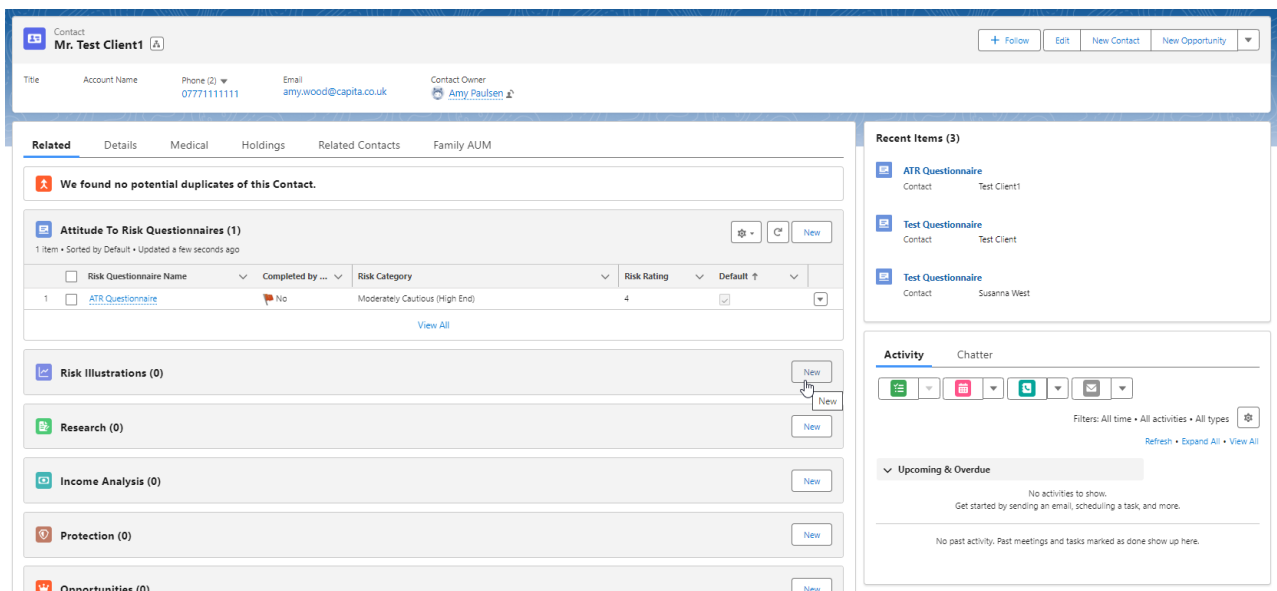 Contact
Mr. Test Client1
+ Follow Edit New Contact New Opportunity
Title Account Name Phone (2) Email Contact Owner
07771111111 amy.wood@capita.co.uk Amy Paulsen
Related Details Medical Holdings Related Contacts Family AUM
We found no potential duplicates of this Contact.
Attitude To Risk Questionnaires (1)
1 item • Sorted by Default • Updated a few seconds ago
New
Risk Questionnaire Name Completed by ... Risk Category Risk Rating Default ↑
1 ATR Questionnaire No Moderately Cautious (High End) 4
View All
Risk Illustrations (0) New
New
Research (0) New
Income Analysis (0) New
Protection (0) New
Opportunities (0) New
Recent Items (3)
ATR Questionnaire
Contact Test Client1
Test Questionnaire
Contact Test Client
Test Questionnaire
Contact Susanna West
Activity Chatter
Filters: All time • All activities • All types
Refresh • Expand All • View All
Upcoming & Overdue
No activities to show.
Get started by sending an email, scheduling a task, and more.
No past activity. Past meetings and tasks marked as done show up here.